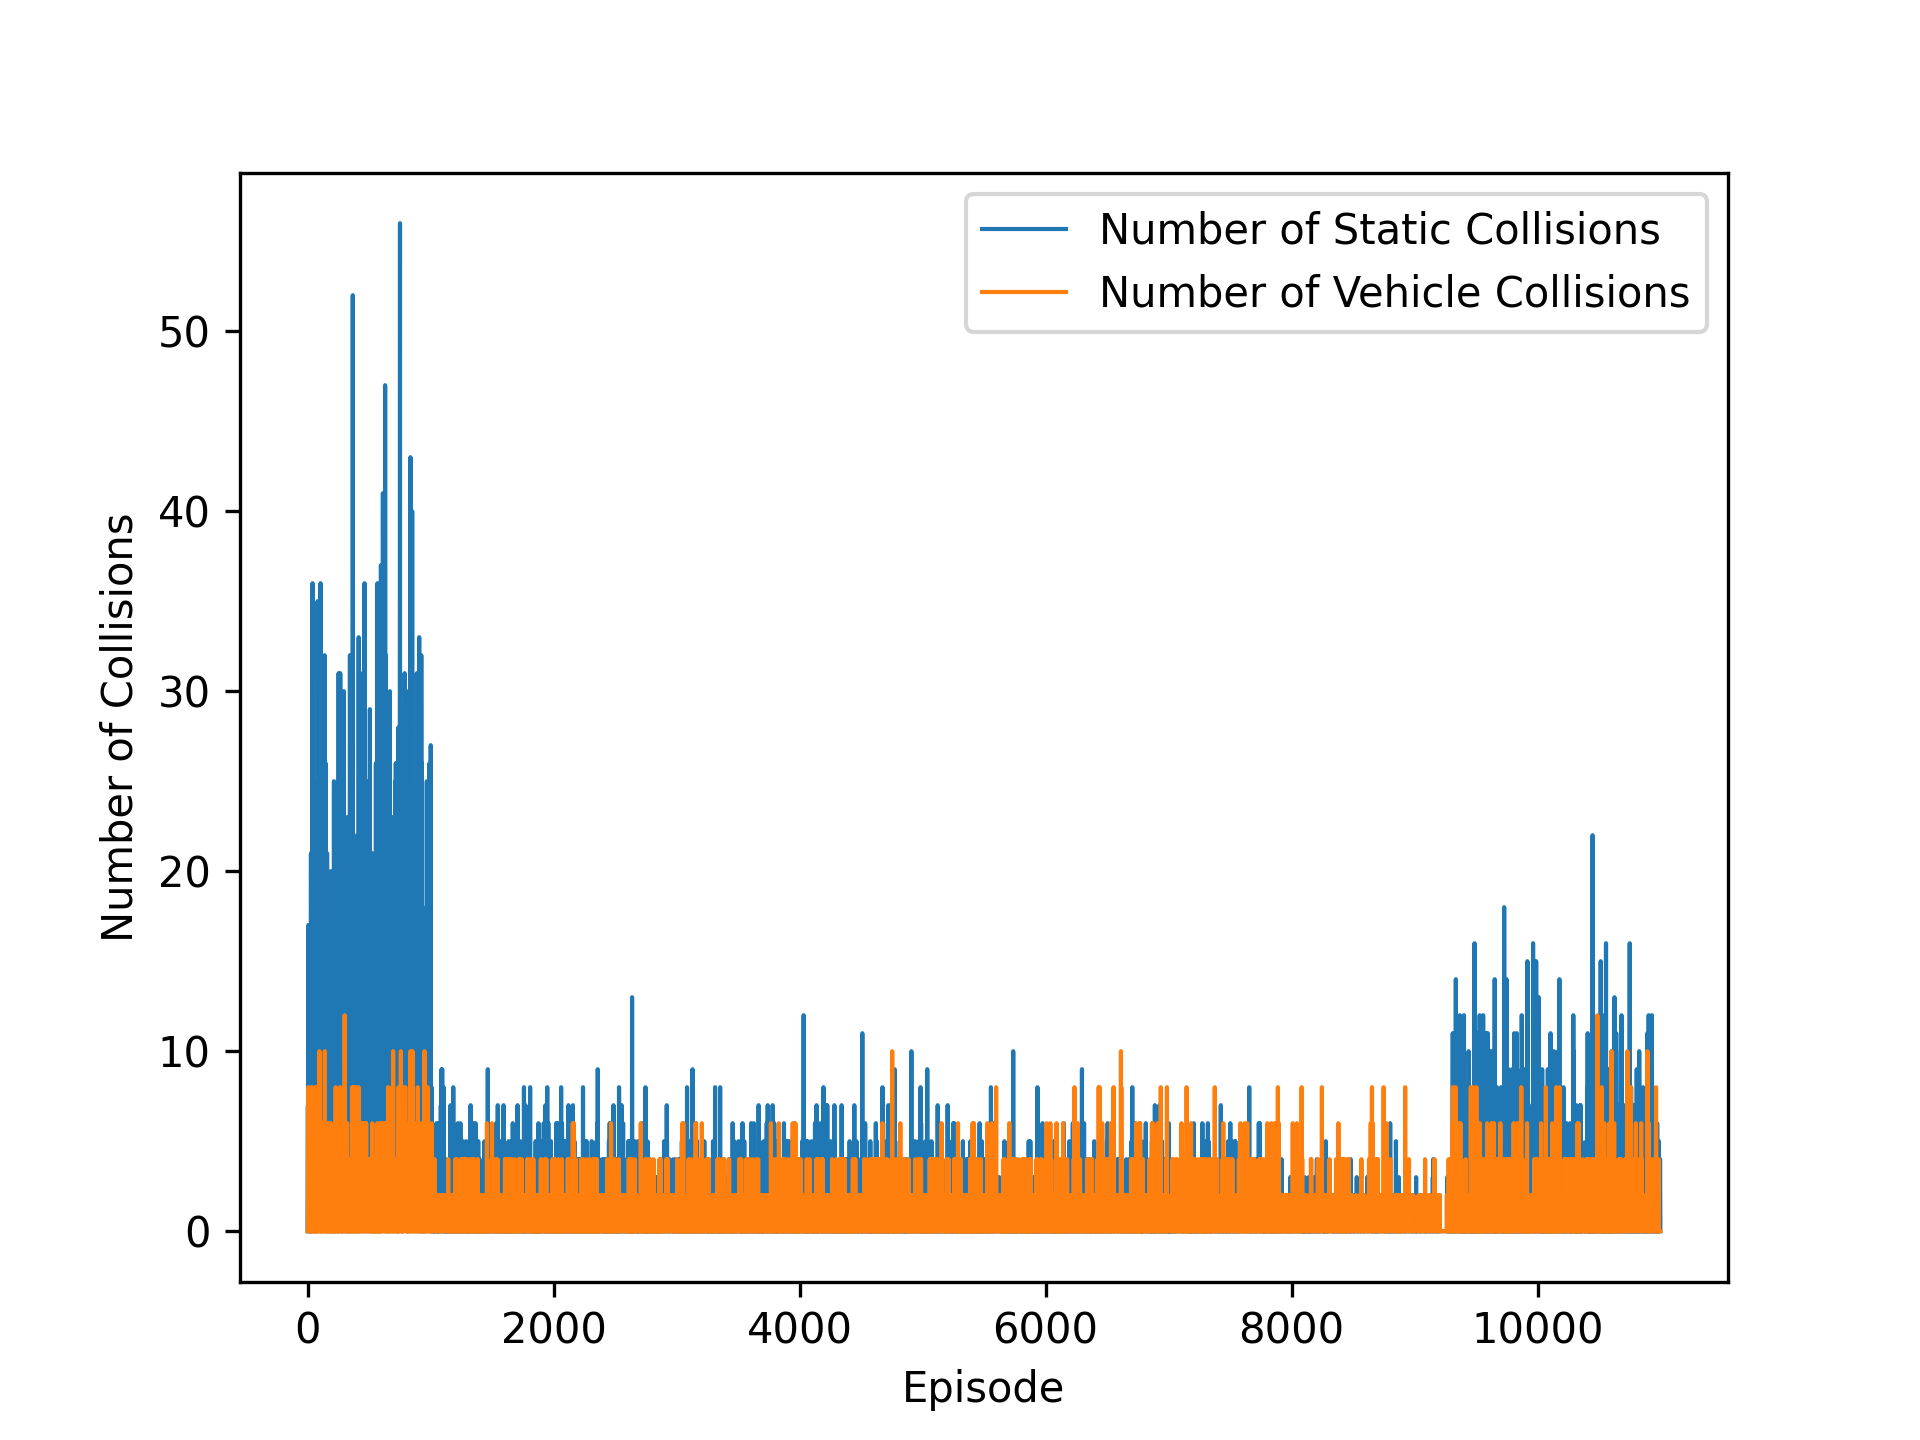 Number of Static Collisions
Number of Vehicle Collisions
Number of Collisions
50
40
30
20
10
0
0 2000 4000 6000 8000 10000
Episode